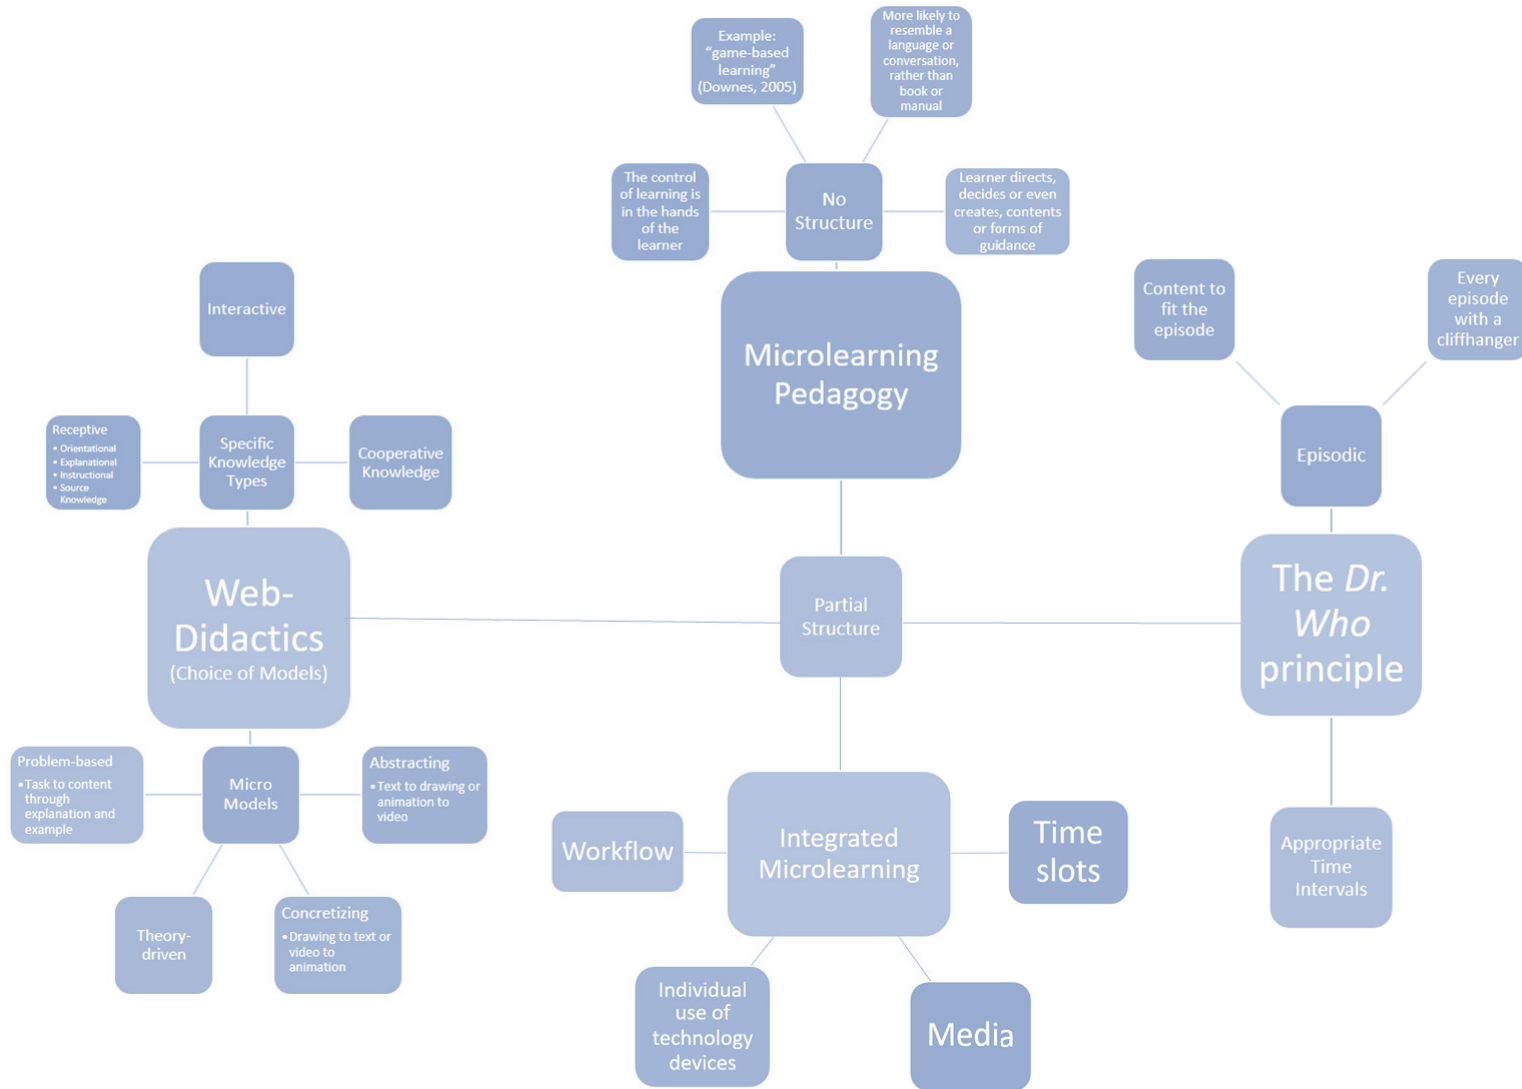 Example:
“game-based
learning”
(Downes, 2005)
More likely to
resemble a
language or
conversation,
rather than
book or
manual
The control
of learning is
in the hands
of the
learner
No
Structure
Learner directs,
decides or even
creates, contents
or forms of
guidance
Microlearning
Pedagogy
Interactive
Receptive
• Orientational
• Explanational
• Instructional
• Source
Knowledge
Specific
Knowledge
Types
Cooperative
Knowledge
Content to
fit the
episode
Every
episode
with a
cliffhanger
Episodic
Web-
Didactics
(Choice of Models)
Partial
Structure
The Dr.
Who
principle
Problem-based
• Task to content
through
explanation and
example
Micro
Models
Abstracting
• Text to drawing or
animation to
video
Theory-
driven
Concretizing
• Drawing to text or
video to
animation
Workflow
Integrated
Microlearning
Time
slots
Appropriate
Time
Intervals
Individual
use of
technology
devices
Media